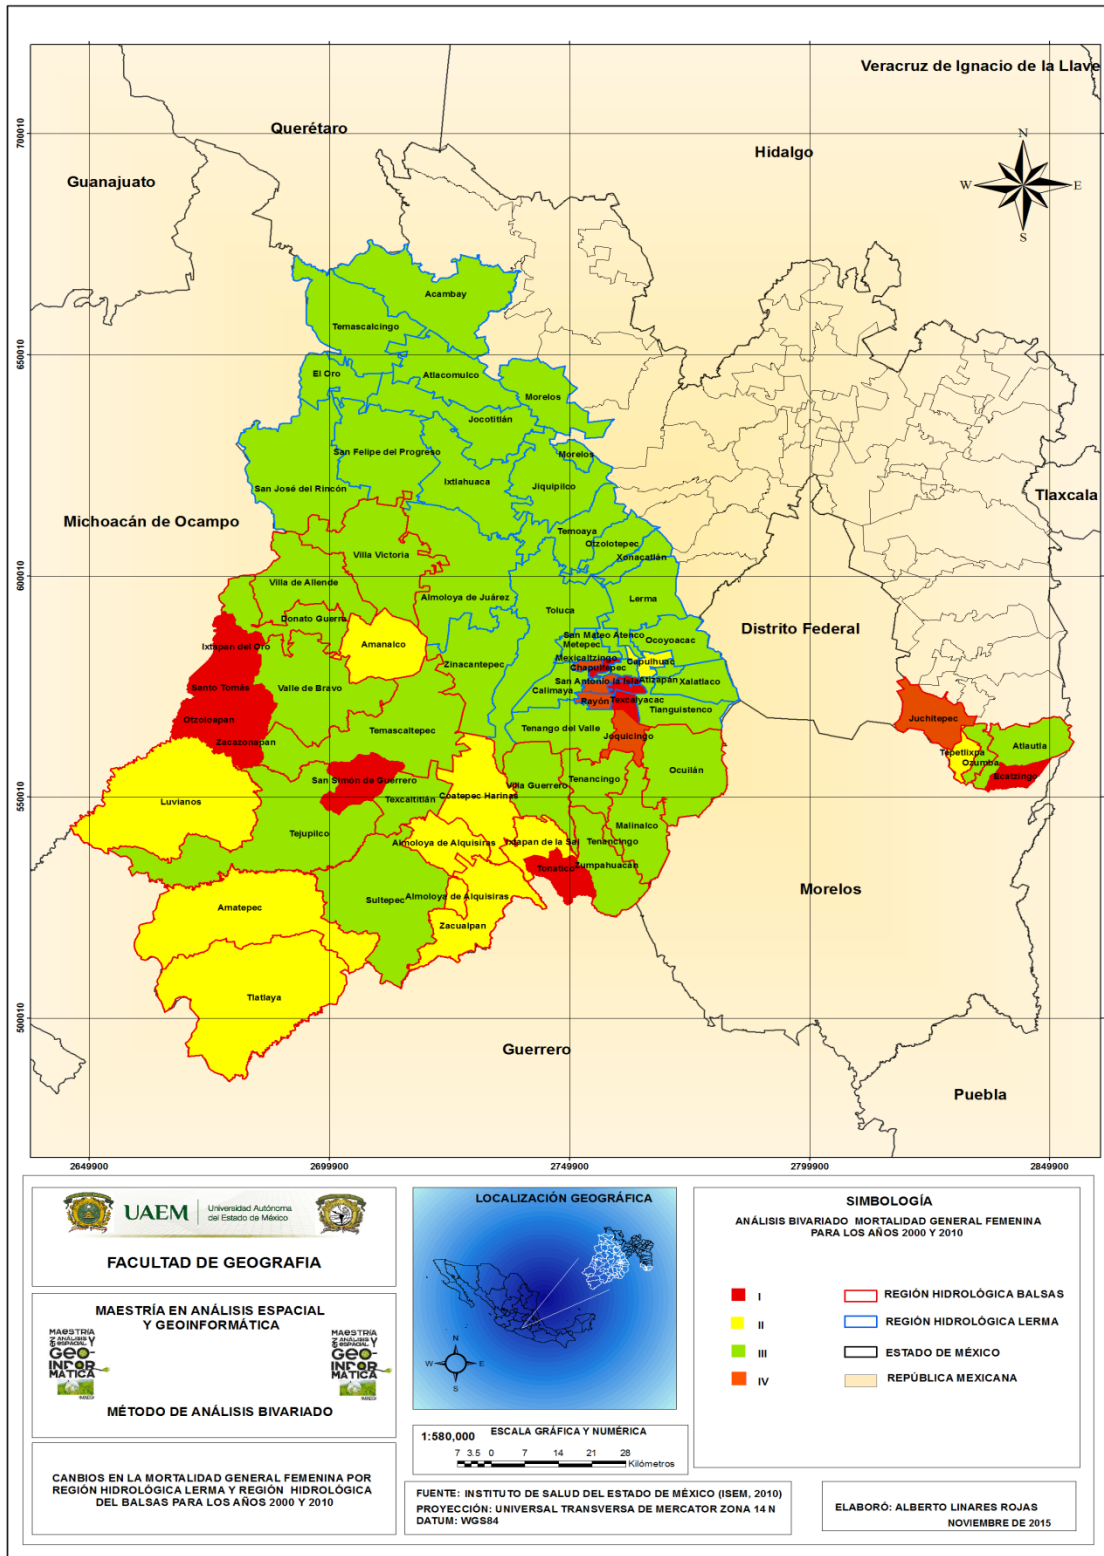 Veracruz de Ignacio de la Llave
Querétaro
Hidalgo
Guanajuato
N
W
E
S
Acambay
Temascalcingo
El Oro
Atlacomulco
Morelos
Jocotitlán
San Felipe del Progreso
Morelos
Ixtlahuaca
Jiquipilco
San José del Rincón
Tlaxcala
Michoacán de Ocampo
Temoaya
Otzolotepec
Xonacatlán
Villa Victoria
Villa de Allende
Almoloya de Juárez
Lerma
Toluca
Donato Guerra
Distrito Federal
San Mateo Atenco
Ocoyoacac
Metepec
Ixtapan del Oro
Amanalco
Mexicaltzingo
Capulhuac
Zinacantepec
Chapultepec
Santo Tomás
Valle de Bravo
San Antonio la Isla
Atizapán
Xalatlaco
Calimaya
Rayón
Texcalyacac
Tianguistenco
Otzoloapan
Juchitepec
Temascaltepec
Tenango del Valle
Joquicingo
Zacazonapan
Tepetlixpa
Atlautla
Ozumba
Ocuilán
Ecatzingo
San Simón de Guerrero
Villa Guerrero
Tenancingo
Luvianos
Texcaltitlán
Coatepec Harinas
Malinalco
Tejupilco
Almoloya de Alquisiras
Ixtapan de la Sal
Tenancingo
Tonatico
Zumpahuacán
Morelos
Sultepec
Almoloya de Alquisiras
Amatepec
Zacualpan
Tlatlaya
Guerrero
Puebla
700010
650010
600010
550010
500010
2649900
2699900
2749900
2799900
2849900
UAEM
Universidad Autónoma
del Estado de México
FACULTAD DE GEOGRAFIA
MAESTRÍA EN ANÁLISIS ESPACIAL
Y GEOINFORMÁTICA
MÉTODO DE ANÁLISIS BIVARIADO
CANBIOS EN LA MORTALIDAD GENERAL FEMENINA POR
REGIÓN HIDROLÓGICA LERMA Y REGIÓN HIDROLÓGICA
DEL BALSAS PARA LOS AÑOS 2000 Y 2010
LOCALIZACIÓN GEOGRÁFICA
N
W
E
S
1:580,000
ESCALA GRÁFICA Y NUMÉRICA
7 3.5 0 7 14 21 28
Kilómetros
FUENTE: INSTITUTO DE SALUD DEL ESTADO DE MÉXICO (ISEM, 2010)
PROYECCIÓN: UNIVERSAL TRANSVERSA DE MERCATOR ZONA 14 N
DATUM: WGS84
SIMBOLOGÍA
ANÁLISIS BIVARIADO MORTALIDAD GENERAL FEMENINA
PARA LOS AÑOS 2000 Y 2010
I
II
III
IV
REGIÓN HIDROLÓGICA BALSAS
REGIÓN HIDROLÓGICA LERMA
ESTADO DE MÉXICO
REPÚBLICA MEXICANA
ELABORÓ: ALBERTO LINARES ROJAS
NOVIEMBRE DE 2015